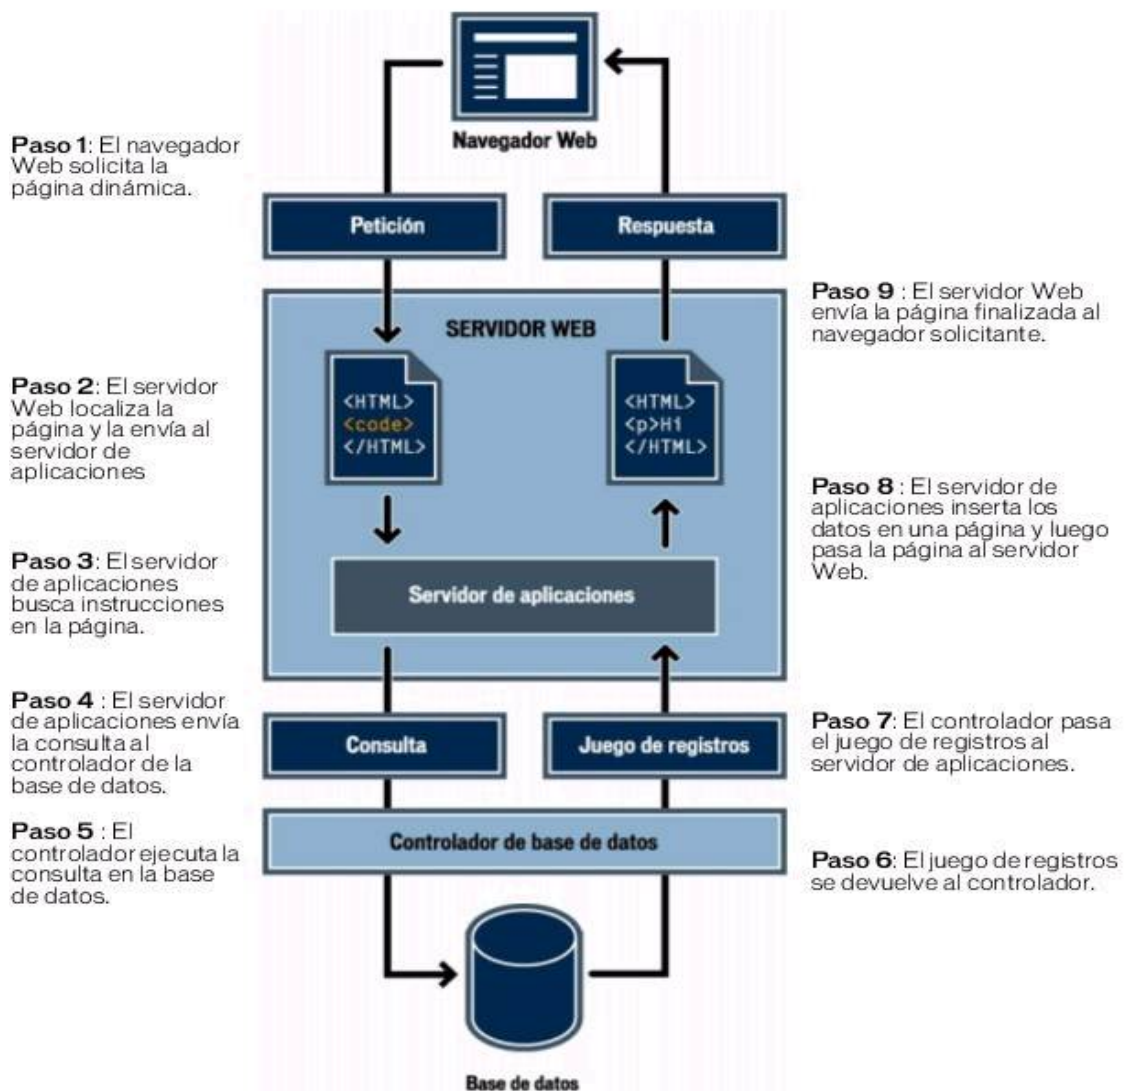 Navegador Web
Paso 1: El navegador
Web solicita la
página dinámica.
Petición
Respuesta
Paso 9 : El servidor Web
envía la página finalizada al
navegador solicitante.
SERVIDOR WEB
Paso 2: El servidor
Web localiza la
página y la envía al
servidor de
aplicaciones
<HTML>
<code>
</HTML>
<HTML>
<p>Hi
</HTML>
Paso 8 : El servidor de
aplicaciones inserta los
datos en una página y luego
pasa la página al servidor
Web.
Paso 3: El servidor
de aplicaciones
busca instrucciones
en la página.
Servidor de aplicaciones
Paso 4 : El servidor
de aplicaciones envía
la consulta al
controlador de la
base de datos.
Consulta
Juego de registros
Paso 7: El controlador pasa
el juego de registros al
servidor de aplicaciones.
Paso 5 : El
controlador ejecuta la
consulta en la base
de datos.
Controlador de base de datos
Paso 6: El juego de registros
se devuelve al controlador.
Base de datos